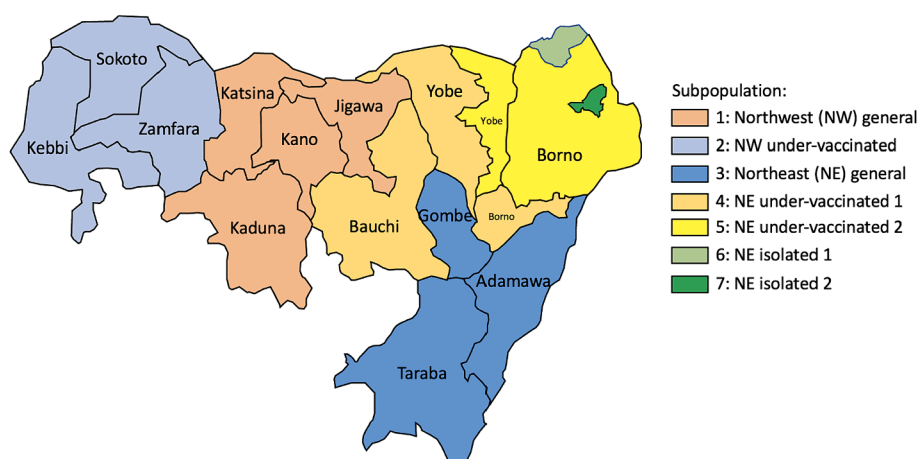 Sokoto
Kebbi
Zamfara
Katsina
Kano
Jigawa
Kaduna
Yobe
Yobe
Borno
Bauchi
Gombe
Borno
Adamawa
Taraba
Subpopulation:
1: Northwest (NW) general
2: NW under-vaccinated
3: Northeast (NE) general
4: NE under-vaccinated 1
5: NE under-vaccinated 2
6: NE isolated 1
7: NE isolated 2